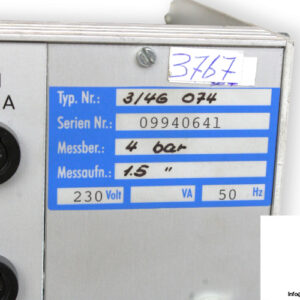 3767
A
Typ. Nr.: 3/46 074
Serien Nr.: 09940641
Messber.: 4 bar
Messaufn.: 1.5 "
230 Volt VA 50 Hz